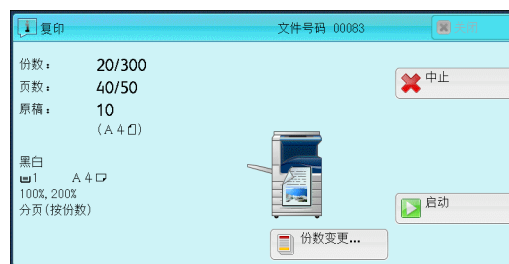 复印
文件号码 00083
关闭
份数: 20/300
页数: 40/50
原稿: 10
(A4)
中止
黑白
1 A4
100%, 200%
分页(按份数)
启动
份数变更...